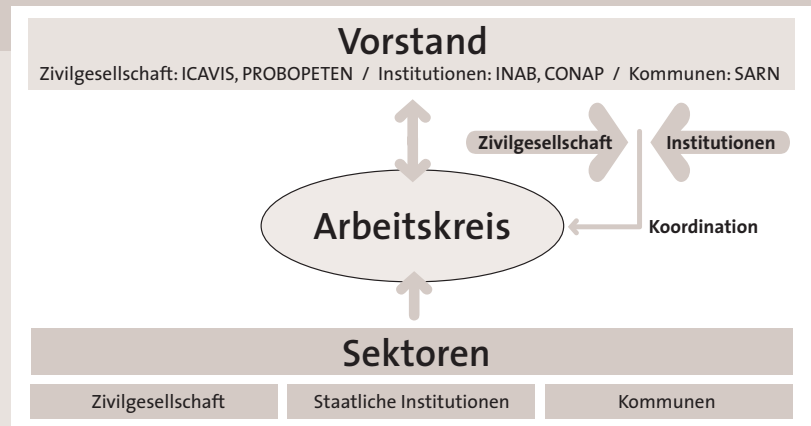 Vorstand
Zivilgesellschaft: ICAVIS, PROBOPETEN / Institutionen: INAB, CONAP / Kommunen: SARN
Zivilgesellschaft
Institutionen
Arbeitskreis
Koordination
Sektoren
Zivilgesellschaft
Staatliche Institutionen
Kommunen